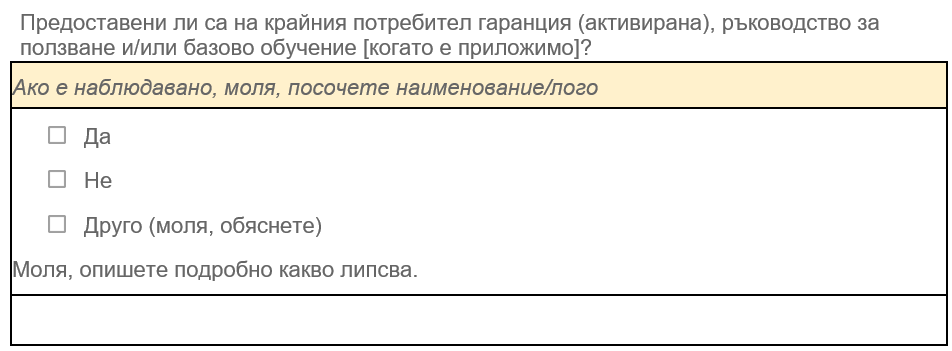 Предоставени ли са на крайния потребител гаранция (активирана), ръководство за
ползване и/или базово обучение [когато е приложимо]?
Ако е наблюдавано, моля, посочете наименование/лого
Да
Не
Друго (моля, обяснете)
Моля, опишете подробно какво липсва.